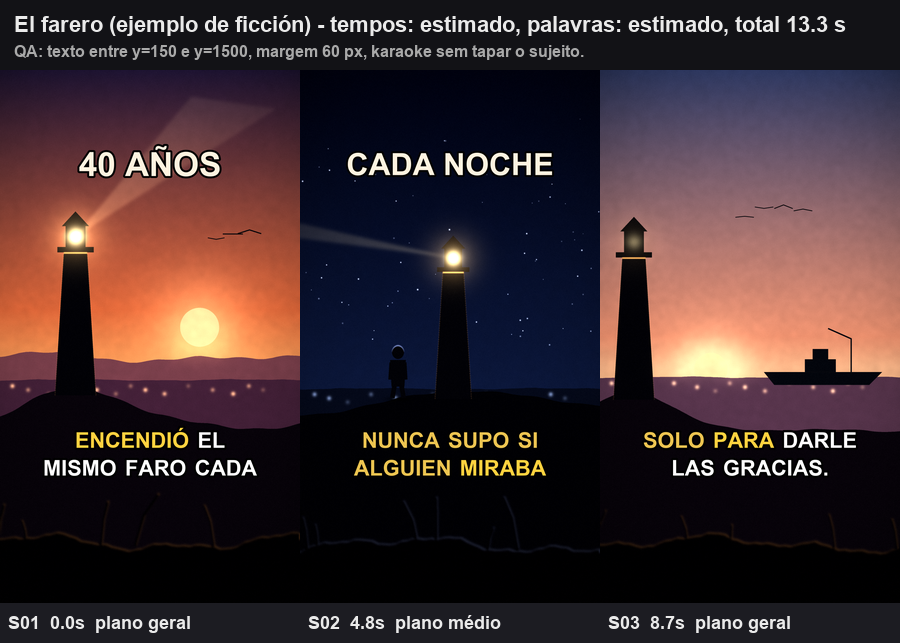 El farero (ejemplo de ficción) - tempos: estimado, palavras: estimado, total 13.3 s
QA: texto entre y=150 e y=1500, margem 60 px, karaoke sem tapar o sujeito.
40 AÑOS
ENCENDIÓ EL
MISMO FARO CADA
CADA NOCHE
NUNCA SUPO SI
ALGUIEN MIRABA
SOLO PARA DARLE
LAS GRACIAS.
S01 0.0s plano geral
S02 4.8s plano médio
S03 8.7s plano geral